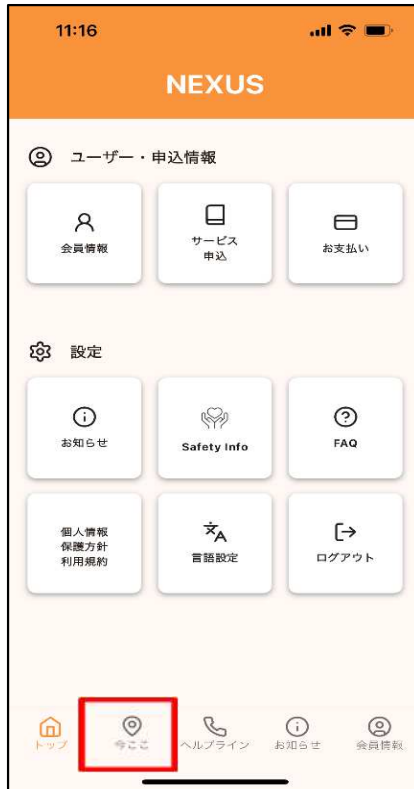 11:16
NEXUS
ユーザー・申込情報
会員情報
サービス
申込
お支払い
設定
お知らせ
Safety Info
FAQ
個人情報
保護方針
利用規約
言語設定
ログアウト
トップ
今ここ
ヘルプライン
お知らせ
会員情報